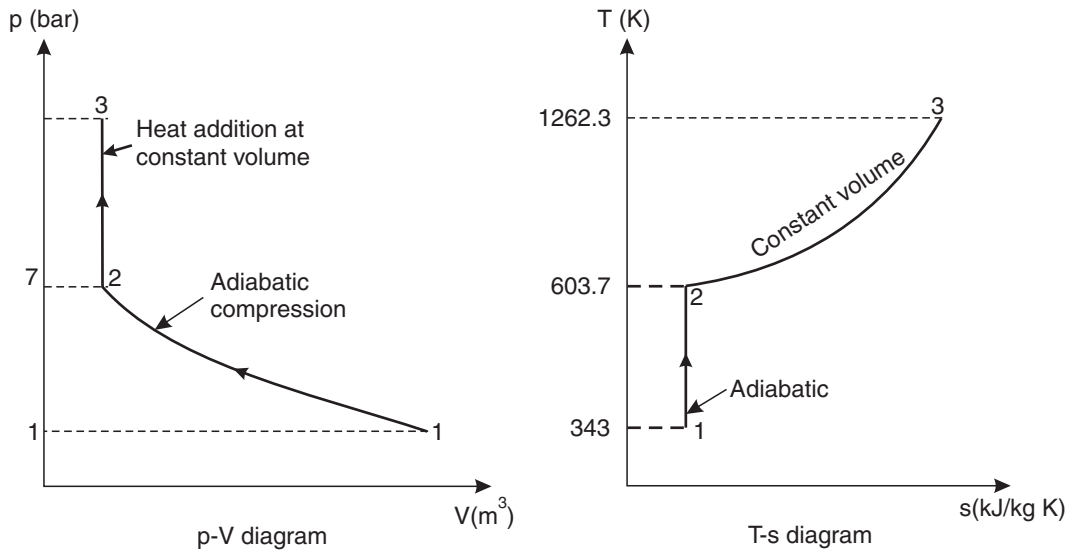 p (bar)
3
Heat addition at
constant volume
7
2
Adiabatic
compression
1
1
V(m³)
p-V diagram
T (K)
1262.3
3
Constant volume
603.7
2
Adiabatic
343
1
s(kJ/kg K)
T-s diagram